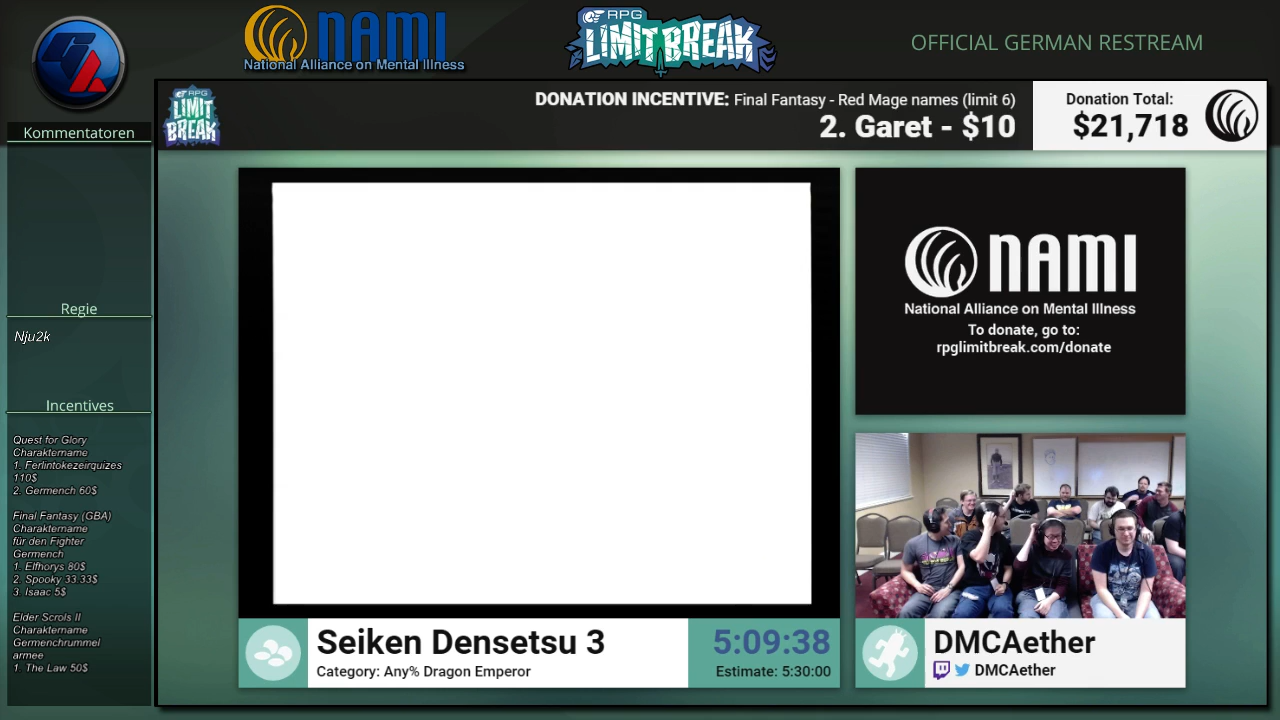 NAMI
National Alliance on Mental Illness
RPG
LIMIT BREAK
OFFICIAL GERMAN RESTREAM
RPG
LIMIT
BREAK
DONATION INCENTIVE: Final Fantasy - Red Mage names (limit 6)
2. Garet - $10
Donation Total:
$21,718
Kommentatoren
Regie
Nju2k
Incentives
Quest for Glory
Charaktername
1. Ferlintokezeirquizes
110$
2. Germench 60$
Final Fantasy (GBA)
Charaktername
für den Fighter
Germench
1. Elfhorys 80$
2. Spooky 33.33$
3. Isaac 5$
Elder Scrolls II
Charaktername
Germenchrummel
armee
1. The Law 50$
NAMI
National Alliance on Mental Illness
To donate, go to:
rpglimitbreak.com/donate
Seiken Densetsu 3
Category: Any% Dragon Emperor
5:09:38
Estimate: 5:30:00
DMCAether
DMCAether